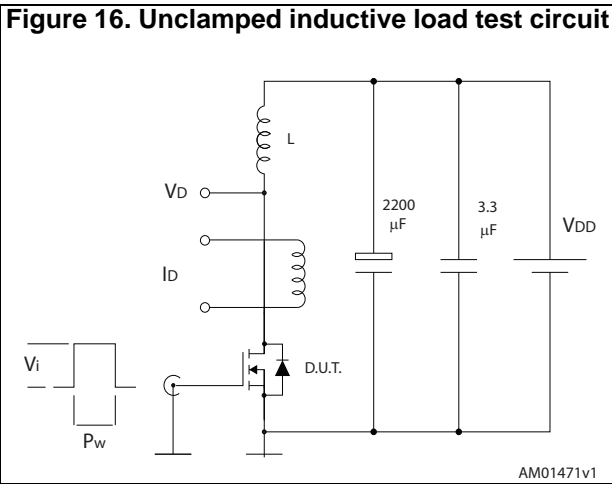 Figure 16. Unclamped inductive load test circuit
L
VD
2200
µF
3.3
µF
VDD
ID
Vi
D.U.T.
Pw
AM01471v1